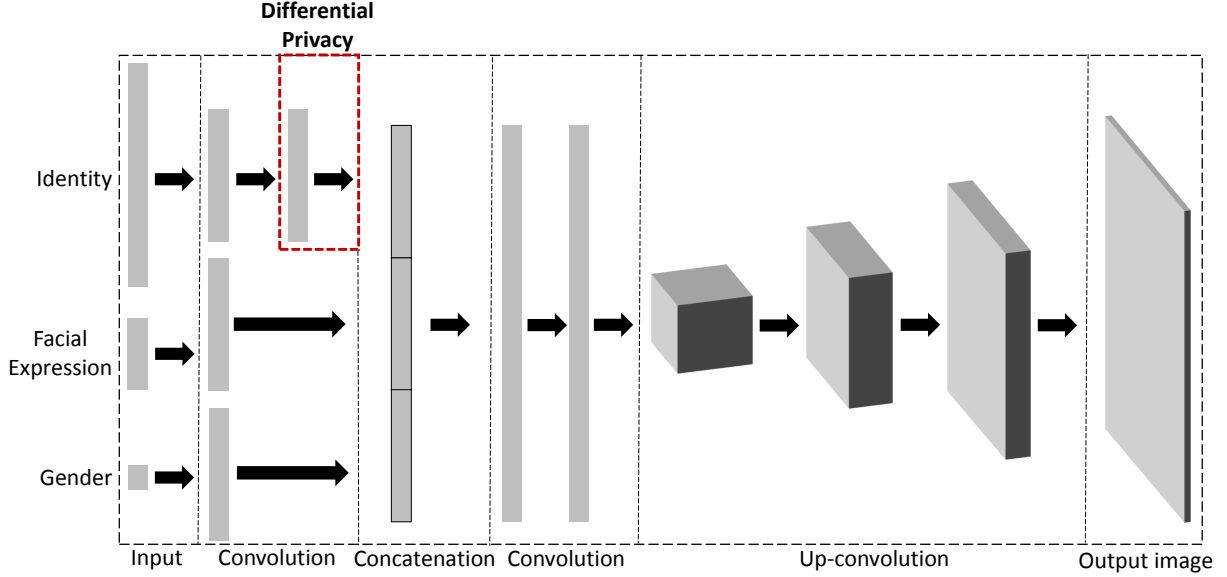 Differential
Privacy
Identity
Facial
Expression
Gender
Input
Convolution
Concatenation
Convolution
Up-convolution
Output image